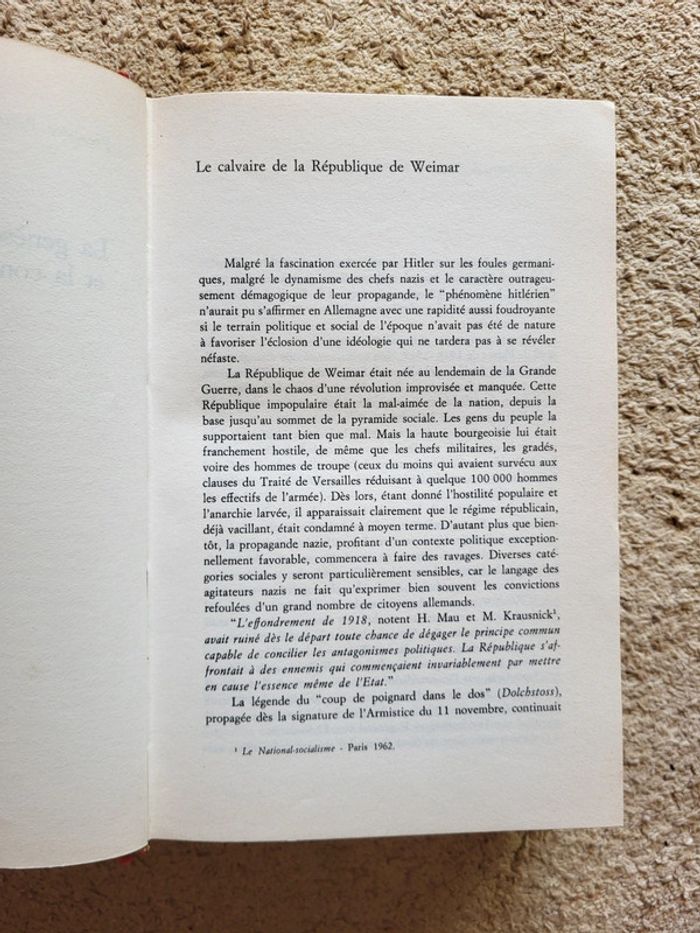 Le calvaire de la République de Weimar
Malgré la fascination exercée par Hitler sur les foules germani-
ques, malgré le dynamisme des chefs nazis et le caractère outrageu-
sement démagogique de leur propagande, le “phénomène hitlérien”
n’aurait pu s’affirmer en Allemagne avec une rapidité aussi foudroyante
si le terrain politique et social de l’époque n’avait pas été de nature
à favoriser l’éclosion d’une idéologie qui ne tardera pas à se révéler
néfaste.
La République de Weimar était née au lendemain de la Grande
Guerre, dans le chaos d’une révolution improvisée et manquée. Cette
République impopulaire était la mal-aimée de la nation, depuis la
base jusqu’au sommet de la pyramide sociale. Les gens du peuple la
supportaient tant bien que mal. Mais la haute bourgeoisie lui était
franchement hostile, de même que les chefs militaires, les gradés,
voire des hommes de troupe (ceux du moins qui avaient survécu aux
clauses du Traité de Versailles réduisant à quelque 100 000 hommes
les effectifs de l’armée). Dès lors, étant donné l’hostilité populaire et
l’anarchie larvée, il apparaissait clairement que le régime républicain,
déjà vacillant, était condamné à moyen terme. D’autant plus que bien-
tôt, la propagande nazie, profitant d’un contexte politique exception-
nellement favorable, commencera à faire des ravages. Diverses caté-
gories sociales y seront particulièrement sensibles, car le langage des
agitateurs nazis ne fait qu’exprimer bien souvent les convictions
refoulées d’un grand nombre de citoyens allemands.
“L’effondrement de 1918, notent H. Mau et M. Krausnick¹,
avait ruiné dès le départ toute chance de dégager le principe commun
capable de concilier les antagonismes politiques. La République s’af-
frontait à des ennemis qui commençaient invariablement par mettre
en cause l’essence même de l’Etat.”
La légende du “coup de poignard dans le dos” (Dolchstoss),
propagée dès la signature de l’Armistice du 11 novembre, continuait
¹ Le National-socialisme - Paris 1962.